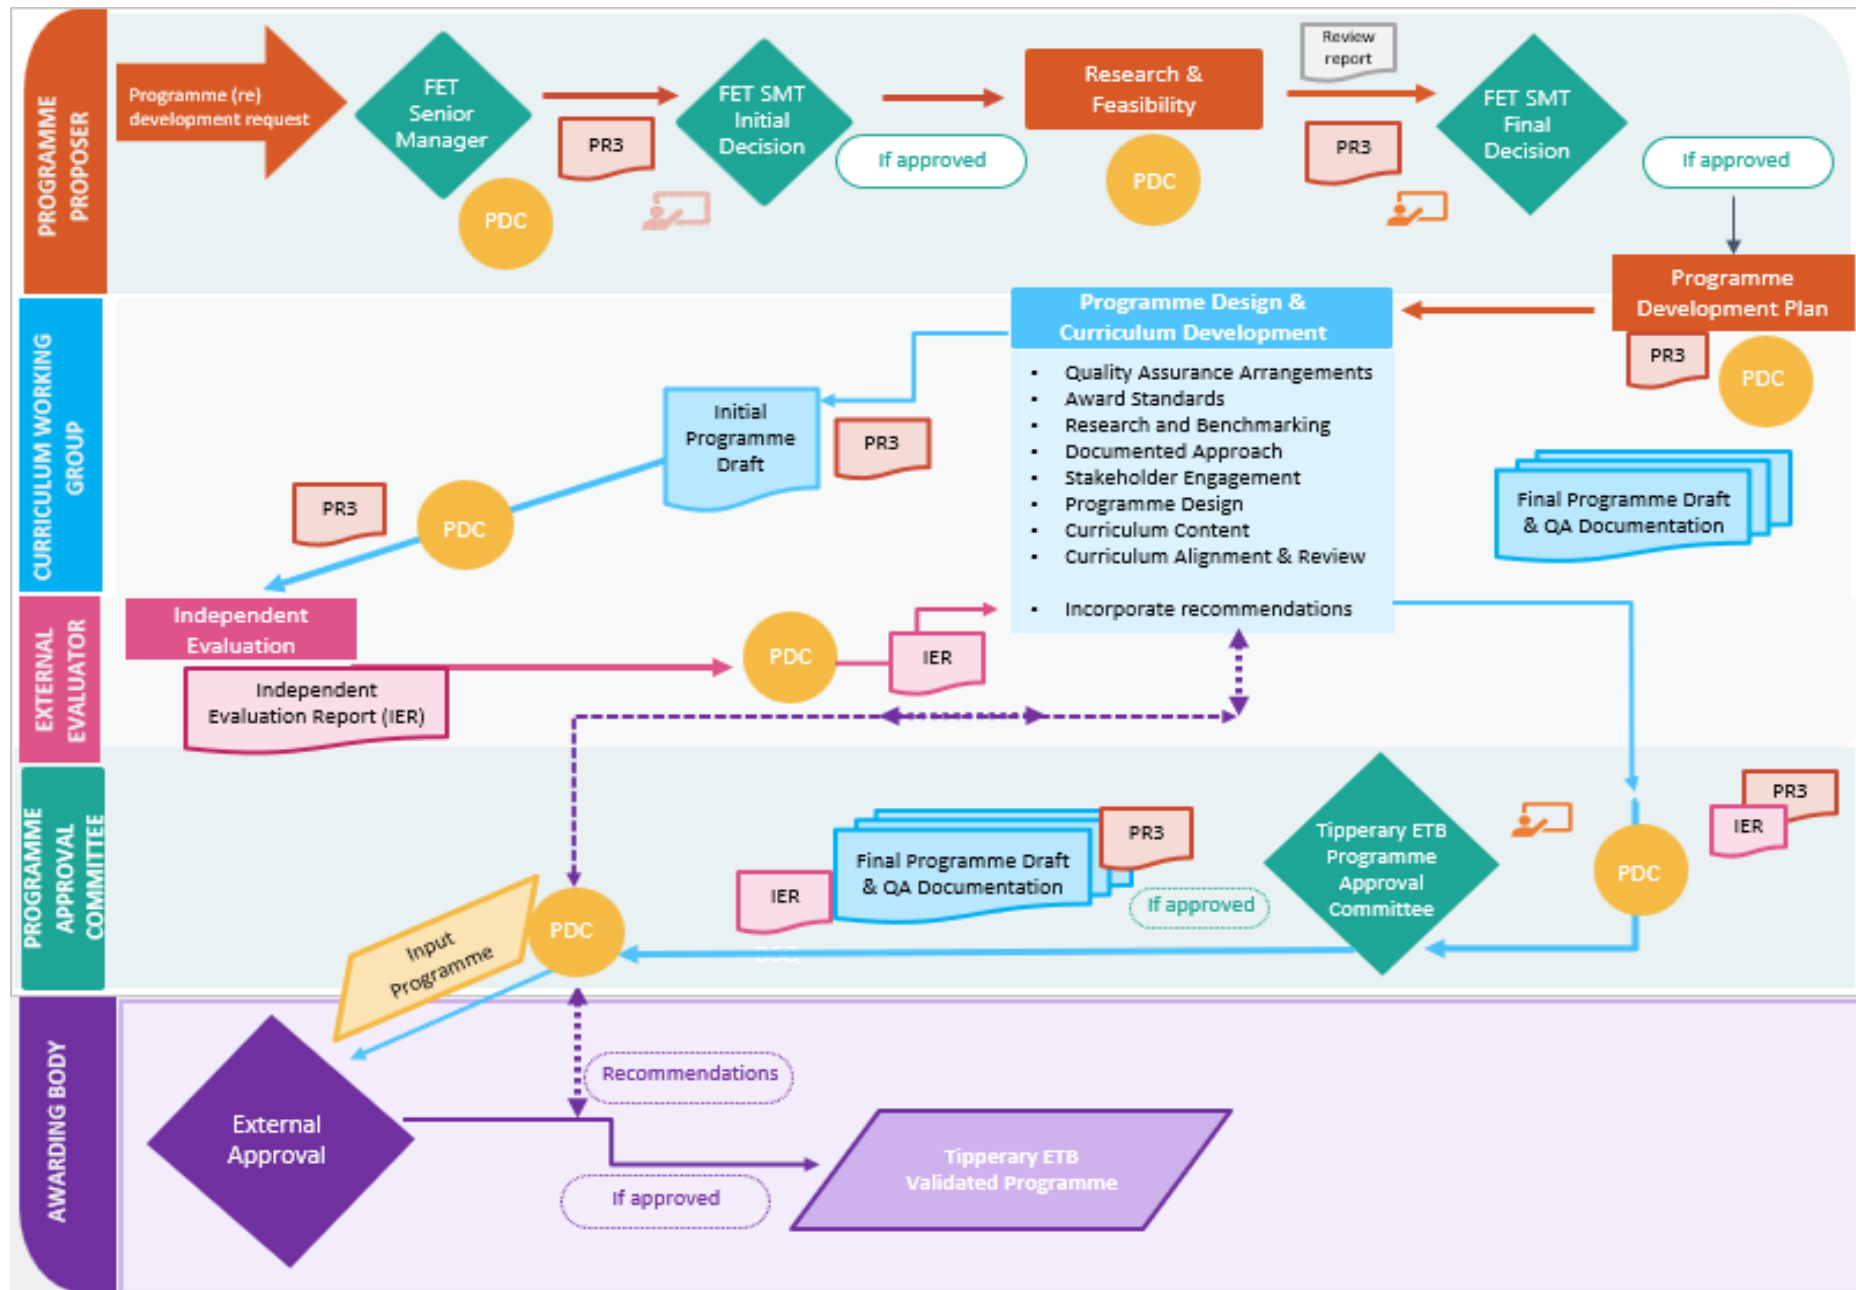 PROGRAMME
PROPOSER
Programme (re)
development request
FET
Senior
Manager
PDC
PR3
FET SMT
Initial
Decision
If approved
Research &
Feasibility
PDC
Review
report
PR3
FET SMT
Final
Decision
If approved
Programme
Development Plan
PR3
PDC
CURRICULUM WORKING
GROUP
Programme Design &
Curriculum Development
▪ Quality Assurance Arrangements
▪ Award Standards
▪ Research and Benchmarking
▪ Documented Approach
▪ Stakeholder Engagement
▪ Programme Design
▪ Curriculum Content
▪ Curriculum Alignment & Review
▪ Incorporate recommendations
Initial
Programme
Draft
PR3
PDC
PR3
Final Programme Draft
& QA Documentation
EXTERNAL
EVALUATOR
Independent
Evaluation
Independent
Evaluation Report (IER)
PDC
IER
PROGRAMME
APPROVAL
COMMITTEE
PR3
IER
PDC
Tipperary ETB
Programme
Approval
Committee
If approved
PR3
Final Programme Draft
& QA Documentation
IER
PDC
Input
Programme
AWARDING BODY
External
Approval
Recommendations
If approved
Tipperary ETB
Validated Programme